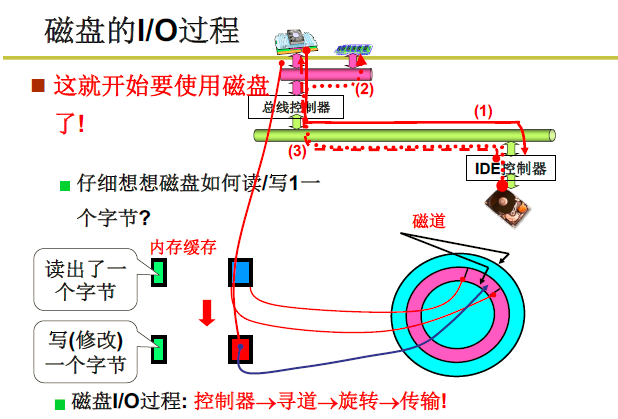 磁盘的I/O过程
这就开始要使用磁盘
了!
(2)
总线控制器
(1)
(3)
IDE控制器
仔细想想磁盘如何读/写1一
个字节?
磁道
内存缓存
读出了一
个字节
写(修改)
一个字节
磁盘I/O过程: 控制器→寻道→旋转→传输!